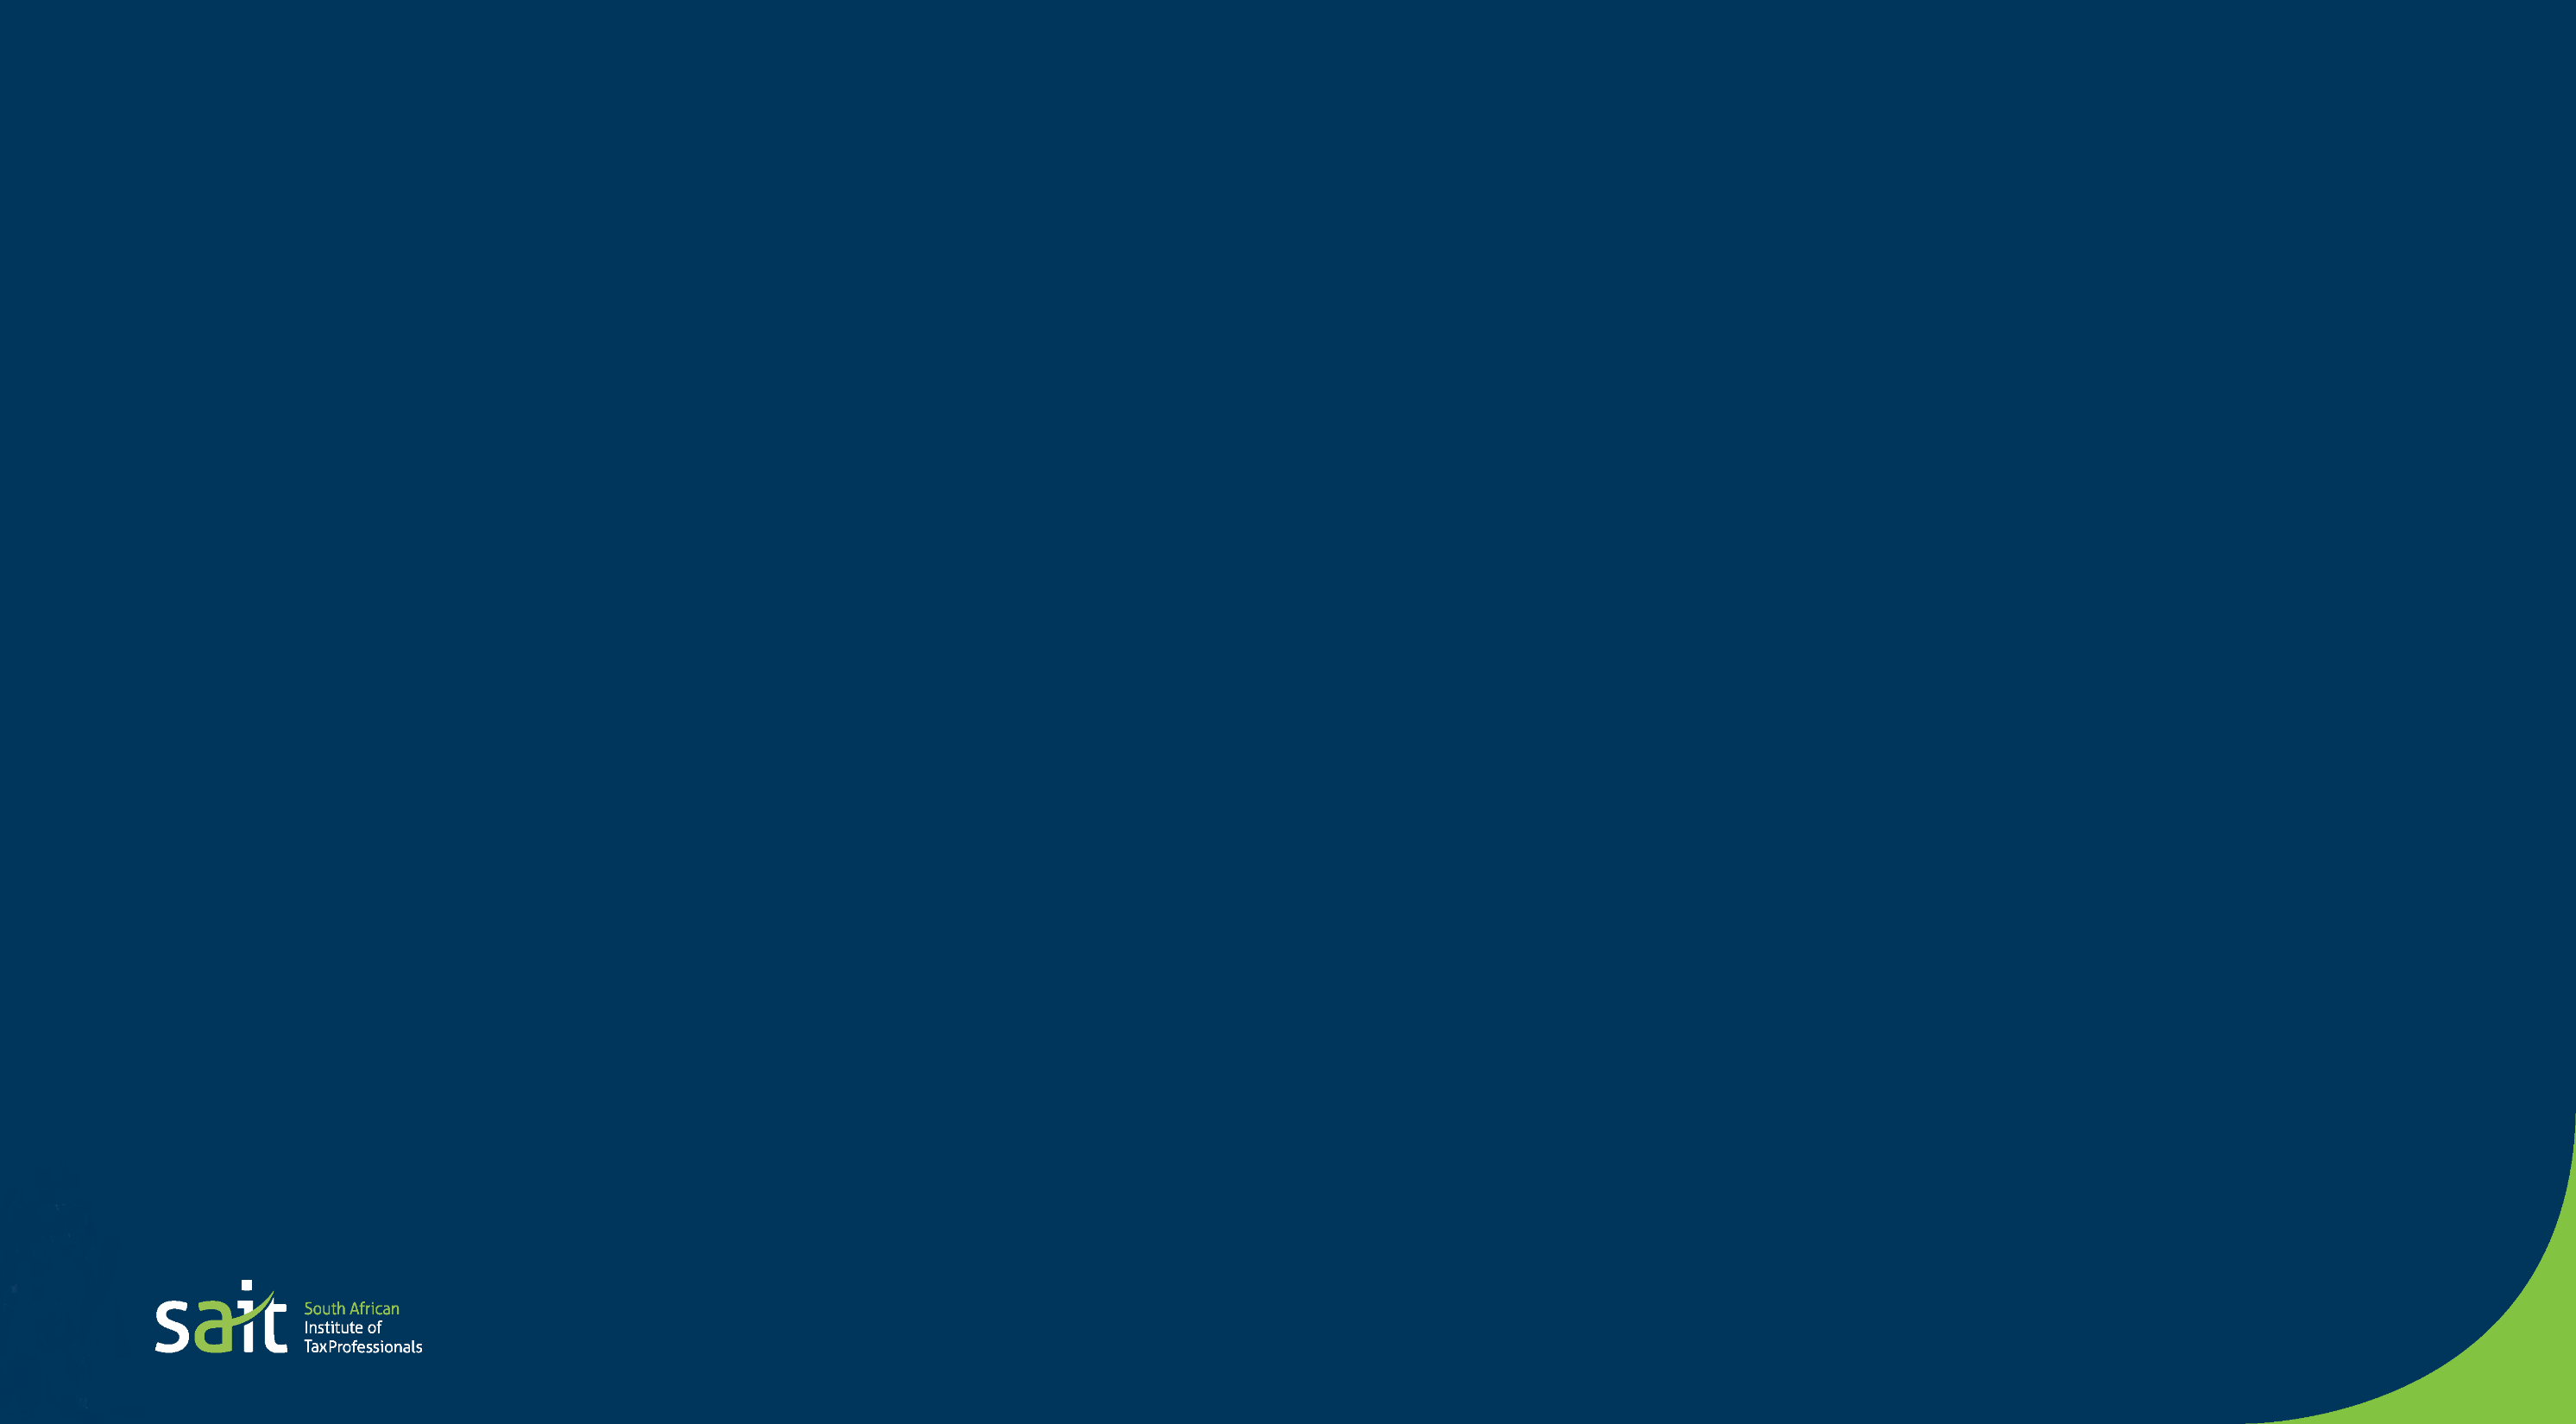 sait
South African
Institute of
TaxProfessionals